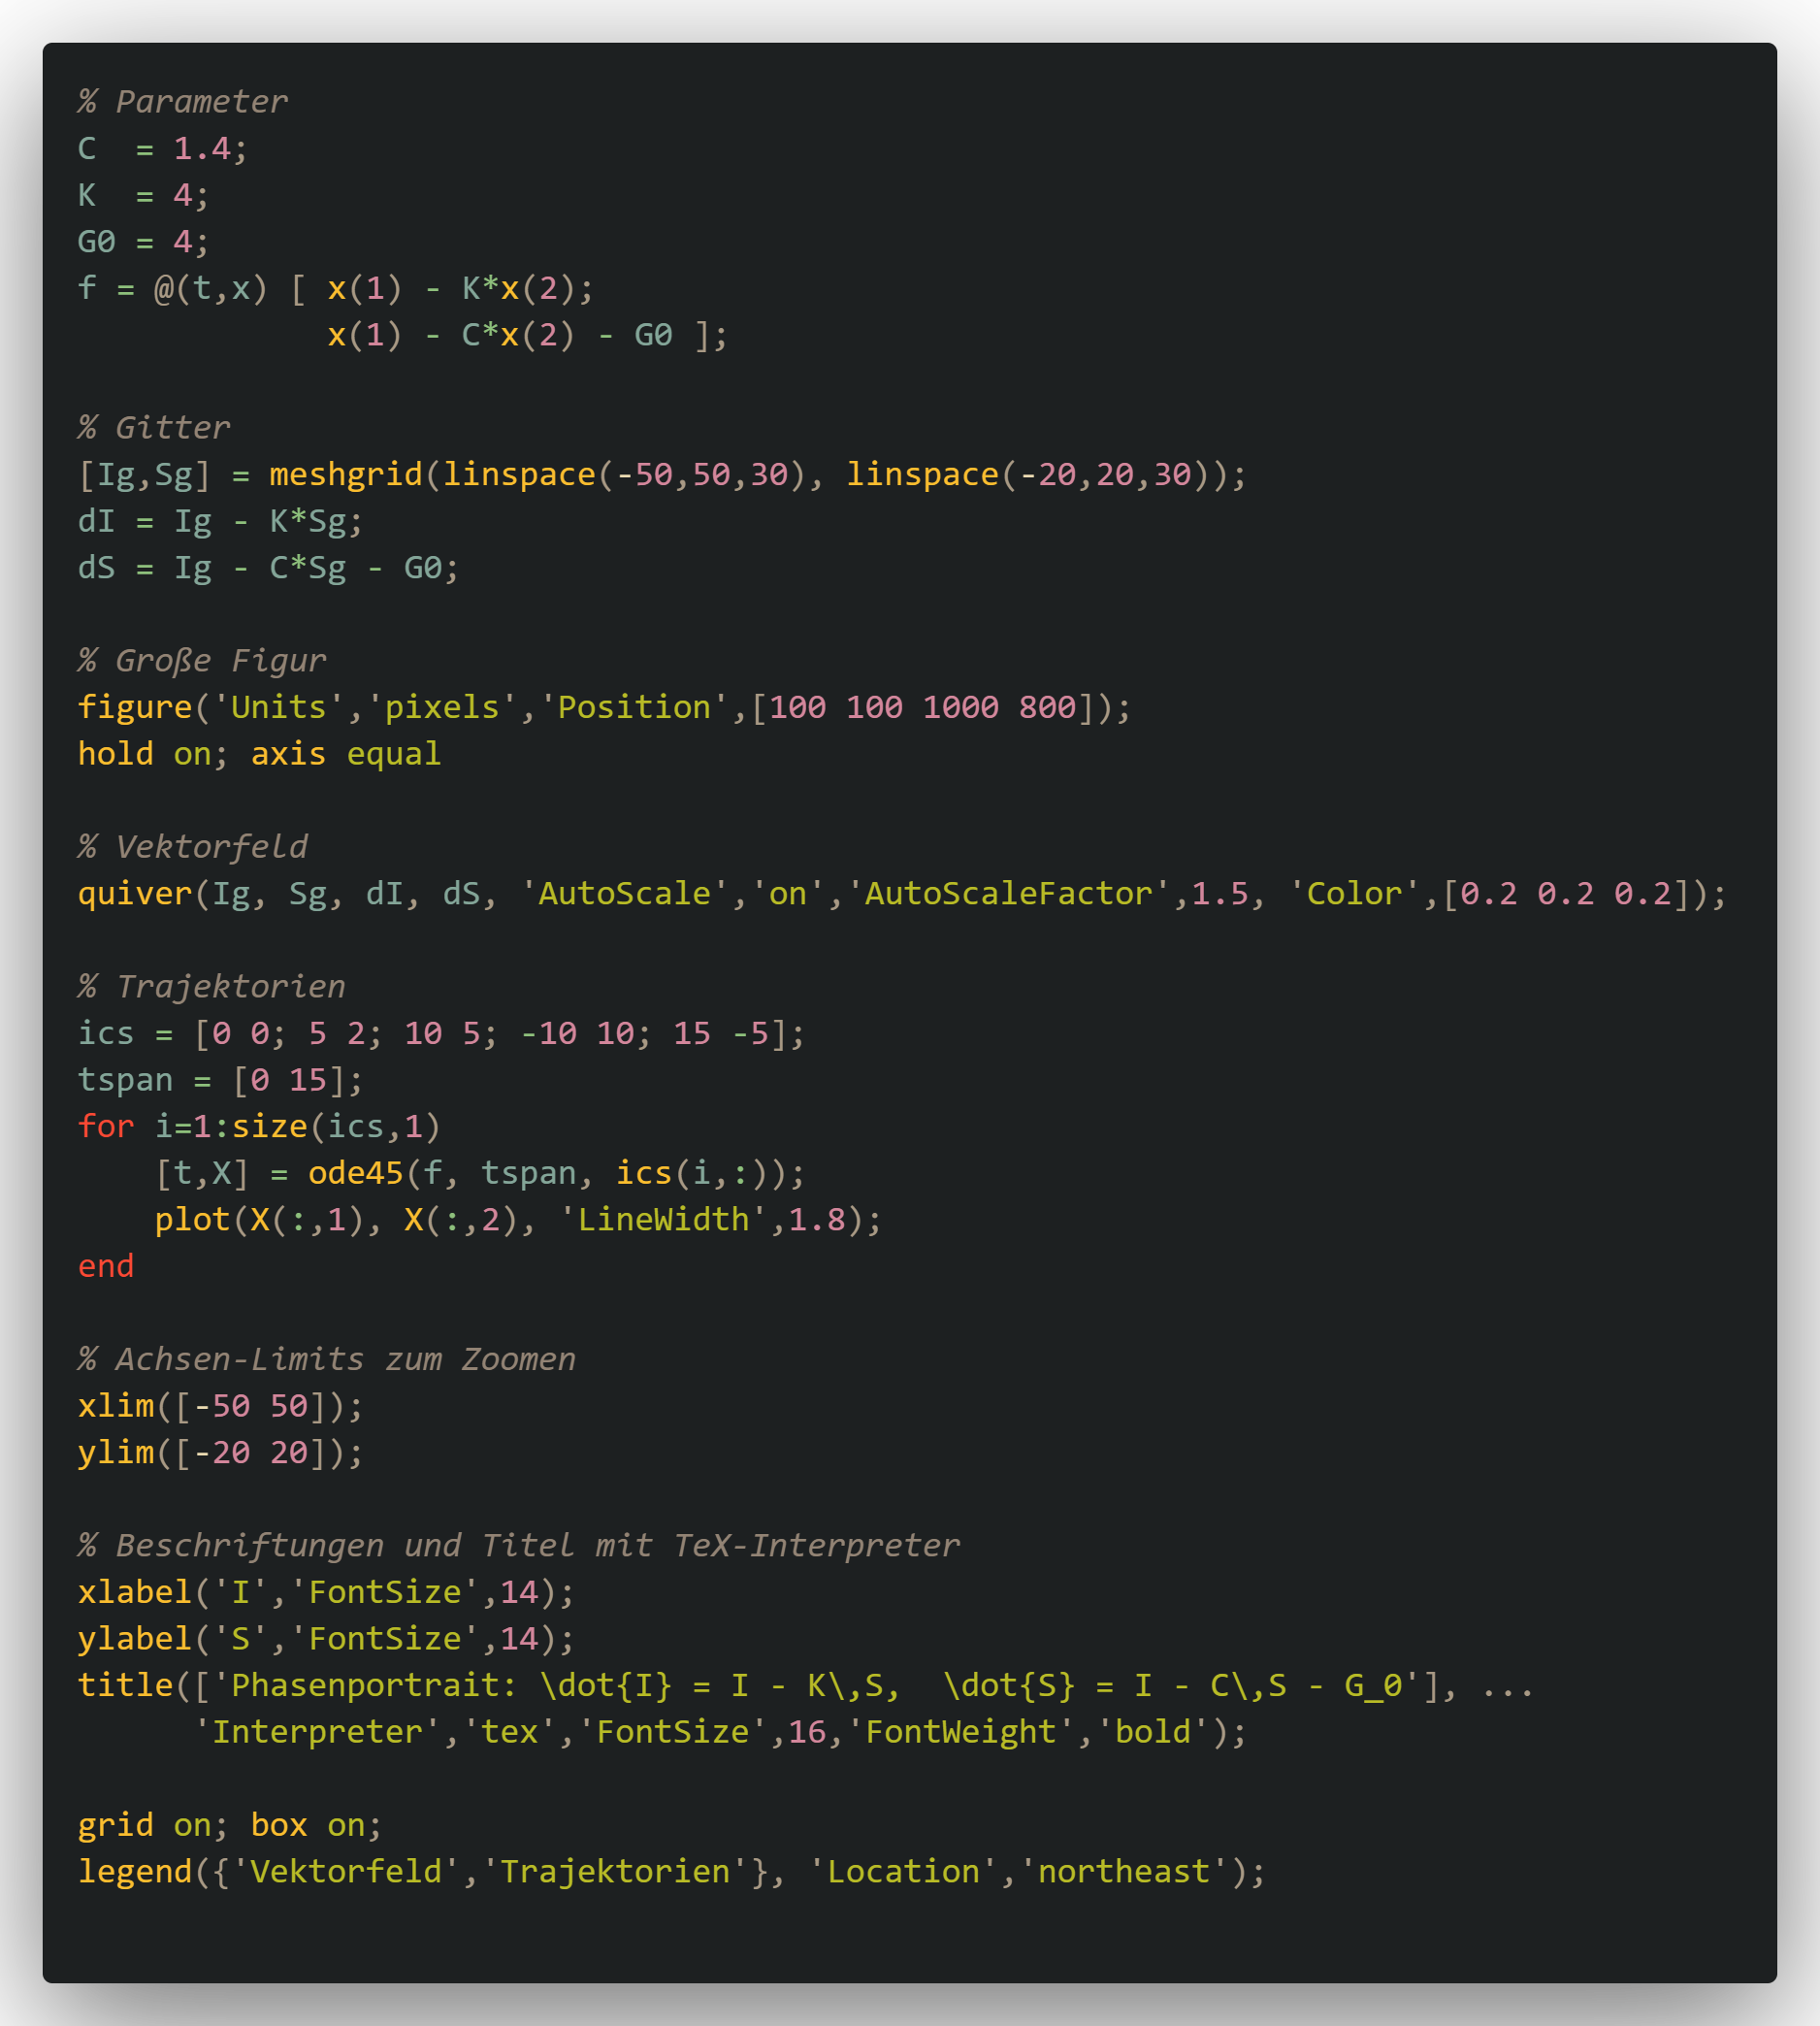 % Parameter
C  = 1.4;
K  = 4;
G0 = 4;
f = @(t,x) [ x(1) - K*x(2);
             x(1) - C*x(2) - G0 ];

% Gitter
[Ig,Sg] = meshgrid(linspace(-50,50,30), linspace(-20,20,30));
dI = Ig - K*Sg;
dS = Ig - C*Sg - G0;

% Große Figur
figure('Units','pixels','Position',[100 100 1000 800]);
hold on; axis equal

% Vektorfeld
quiver(Ig, Sg, dI, dS, 'AutoScale','on','AutoScaleFactor',1.5, 'Color',[0.2 0.2 0.2]);

% Trajektorien
ics = [0 0; 5 2; 10 5; -10 10; 15 -5];
tspan = [0 15];
for i=1:size(ics,1)
    [t,X] = ode45(f, tspan, ics(i,:));
    plot(X(:,1), X(:,2), 'LineWidth',1.8);
end

% Achsen-Limits zum Zoomen
xlim([-50 50]);
ylim([-20 20]);

% Beschriftungen und Titel mit TeX-Interpreter
xlabel('I','FontSize',14);
ylabel('S','FontSize',14);
title(['Phasenportrait: \dot{I} = I - K\,S,  \dot{S} = I - C\,S - G_0'], ...
      'Interpreter','tex','FontSize',16,'FontWeight','bold');

grid on; box on;
legend({'Vektorfeld','Trajektorien'}, 'Location','northeast');